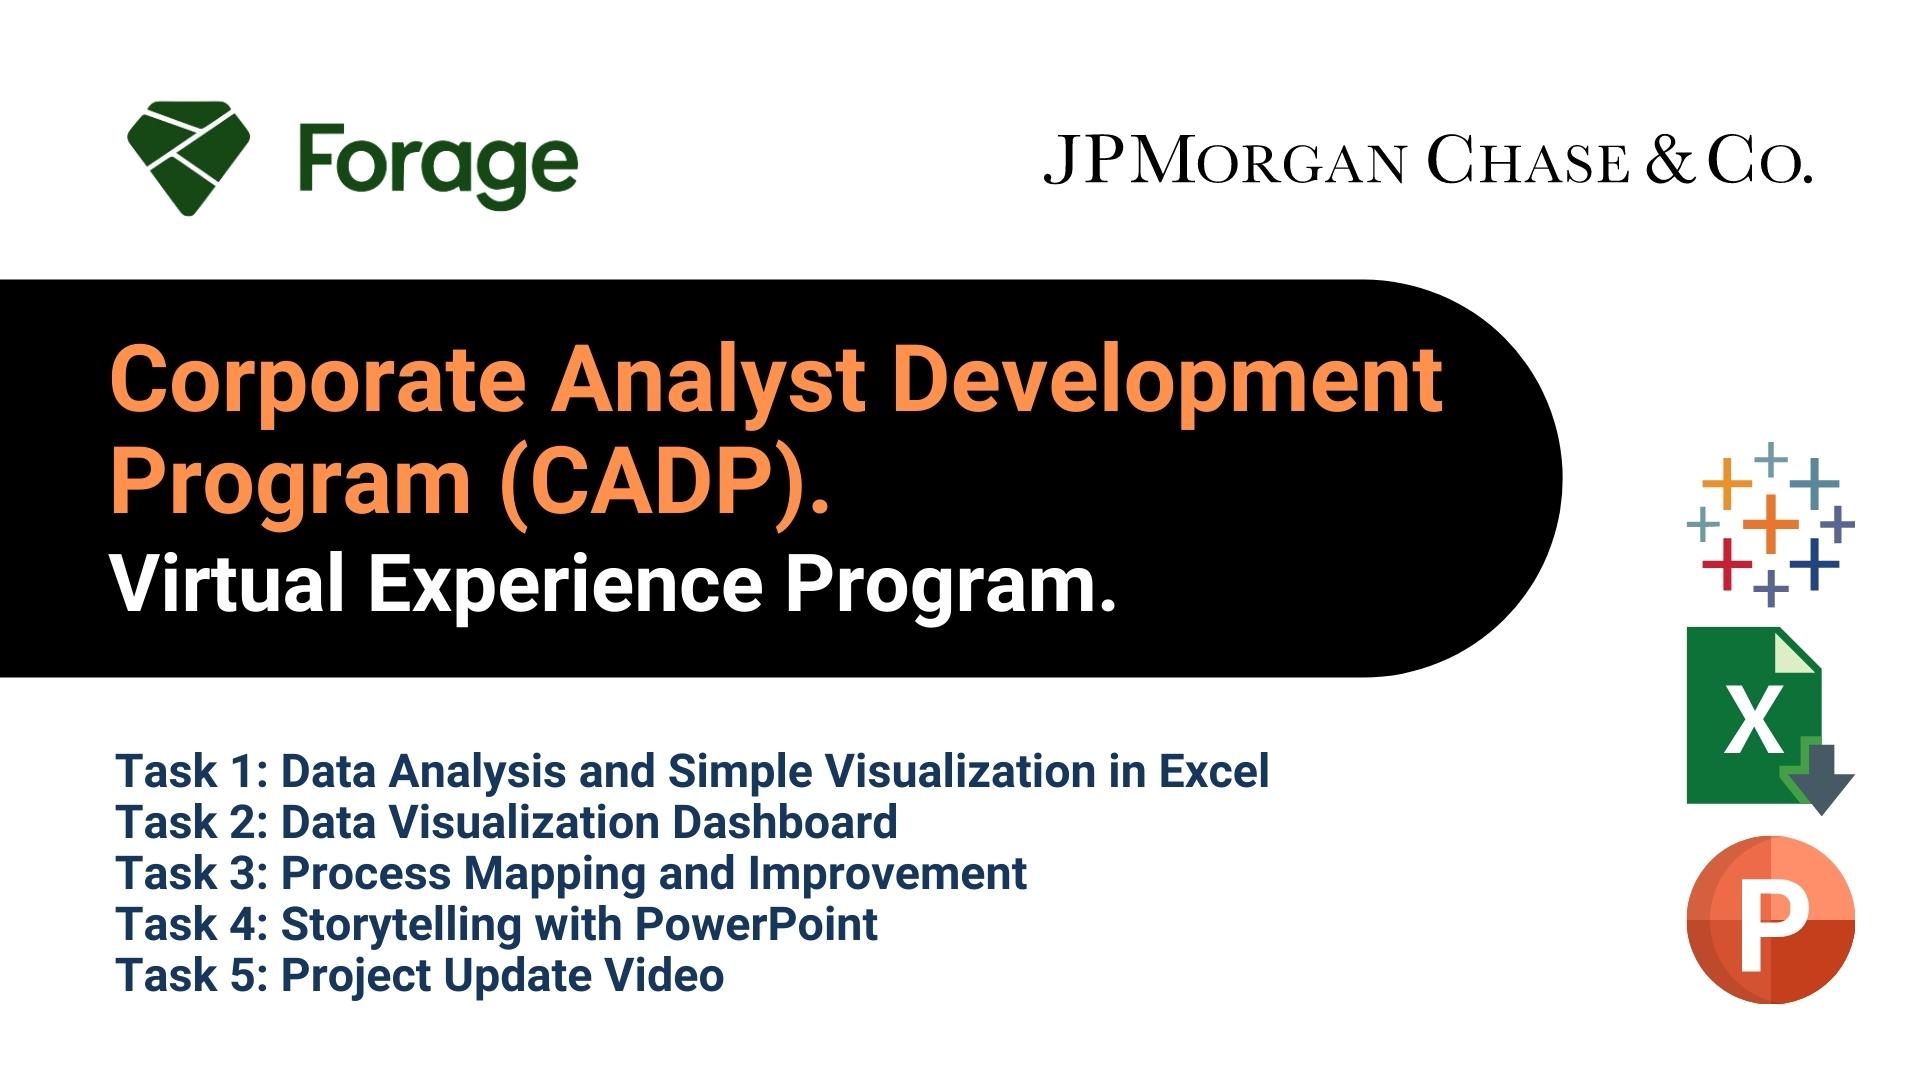 Forage
JPMORGAN CHASE & CO.
Corporate Analyst Development
Program (CADP).
Virtual Experience Program.
Task 1: Data Analysis and Simple Visualization in Excel
Task 2: Data Visualization Dashboard
Task 3: Process Mapping and Improvement
Task 4: Storytelling with PowerPoint
Task 5: Project Update Video
X
P